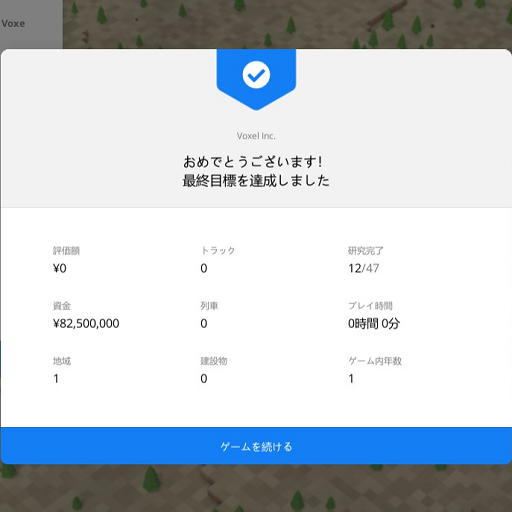 Voxe
Voxel Inc.
おめでとうございます!
最終目標を達成しました
評価額
トラック
研究完了
¥0
0
12/47
資金
列車
プレイ時間
¥82,500,000
0
0時間 0分
地域
建設物
ゲーム内年数
1
0
1
ゲームを続ける